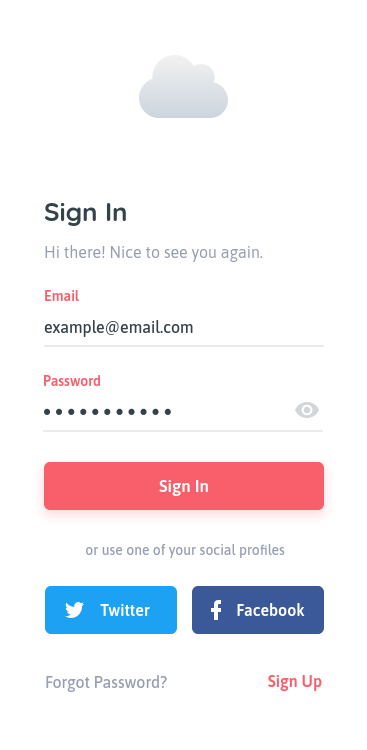 Sign In
Hi there! Nice to see you again.
Email
example@email.com
Password
•••••••••••
Sign In
or use one of your social profiles
Twitter Facebook
Forgot Password? Sign Up